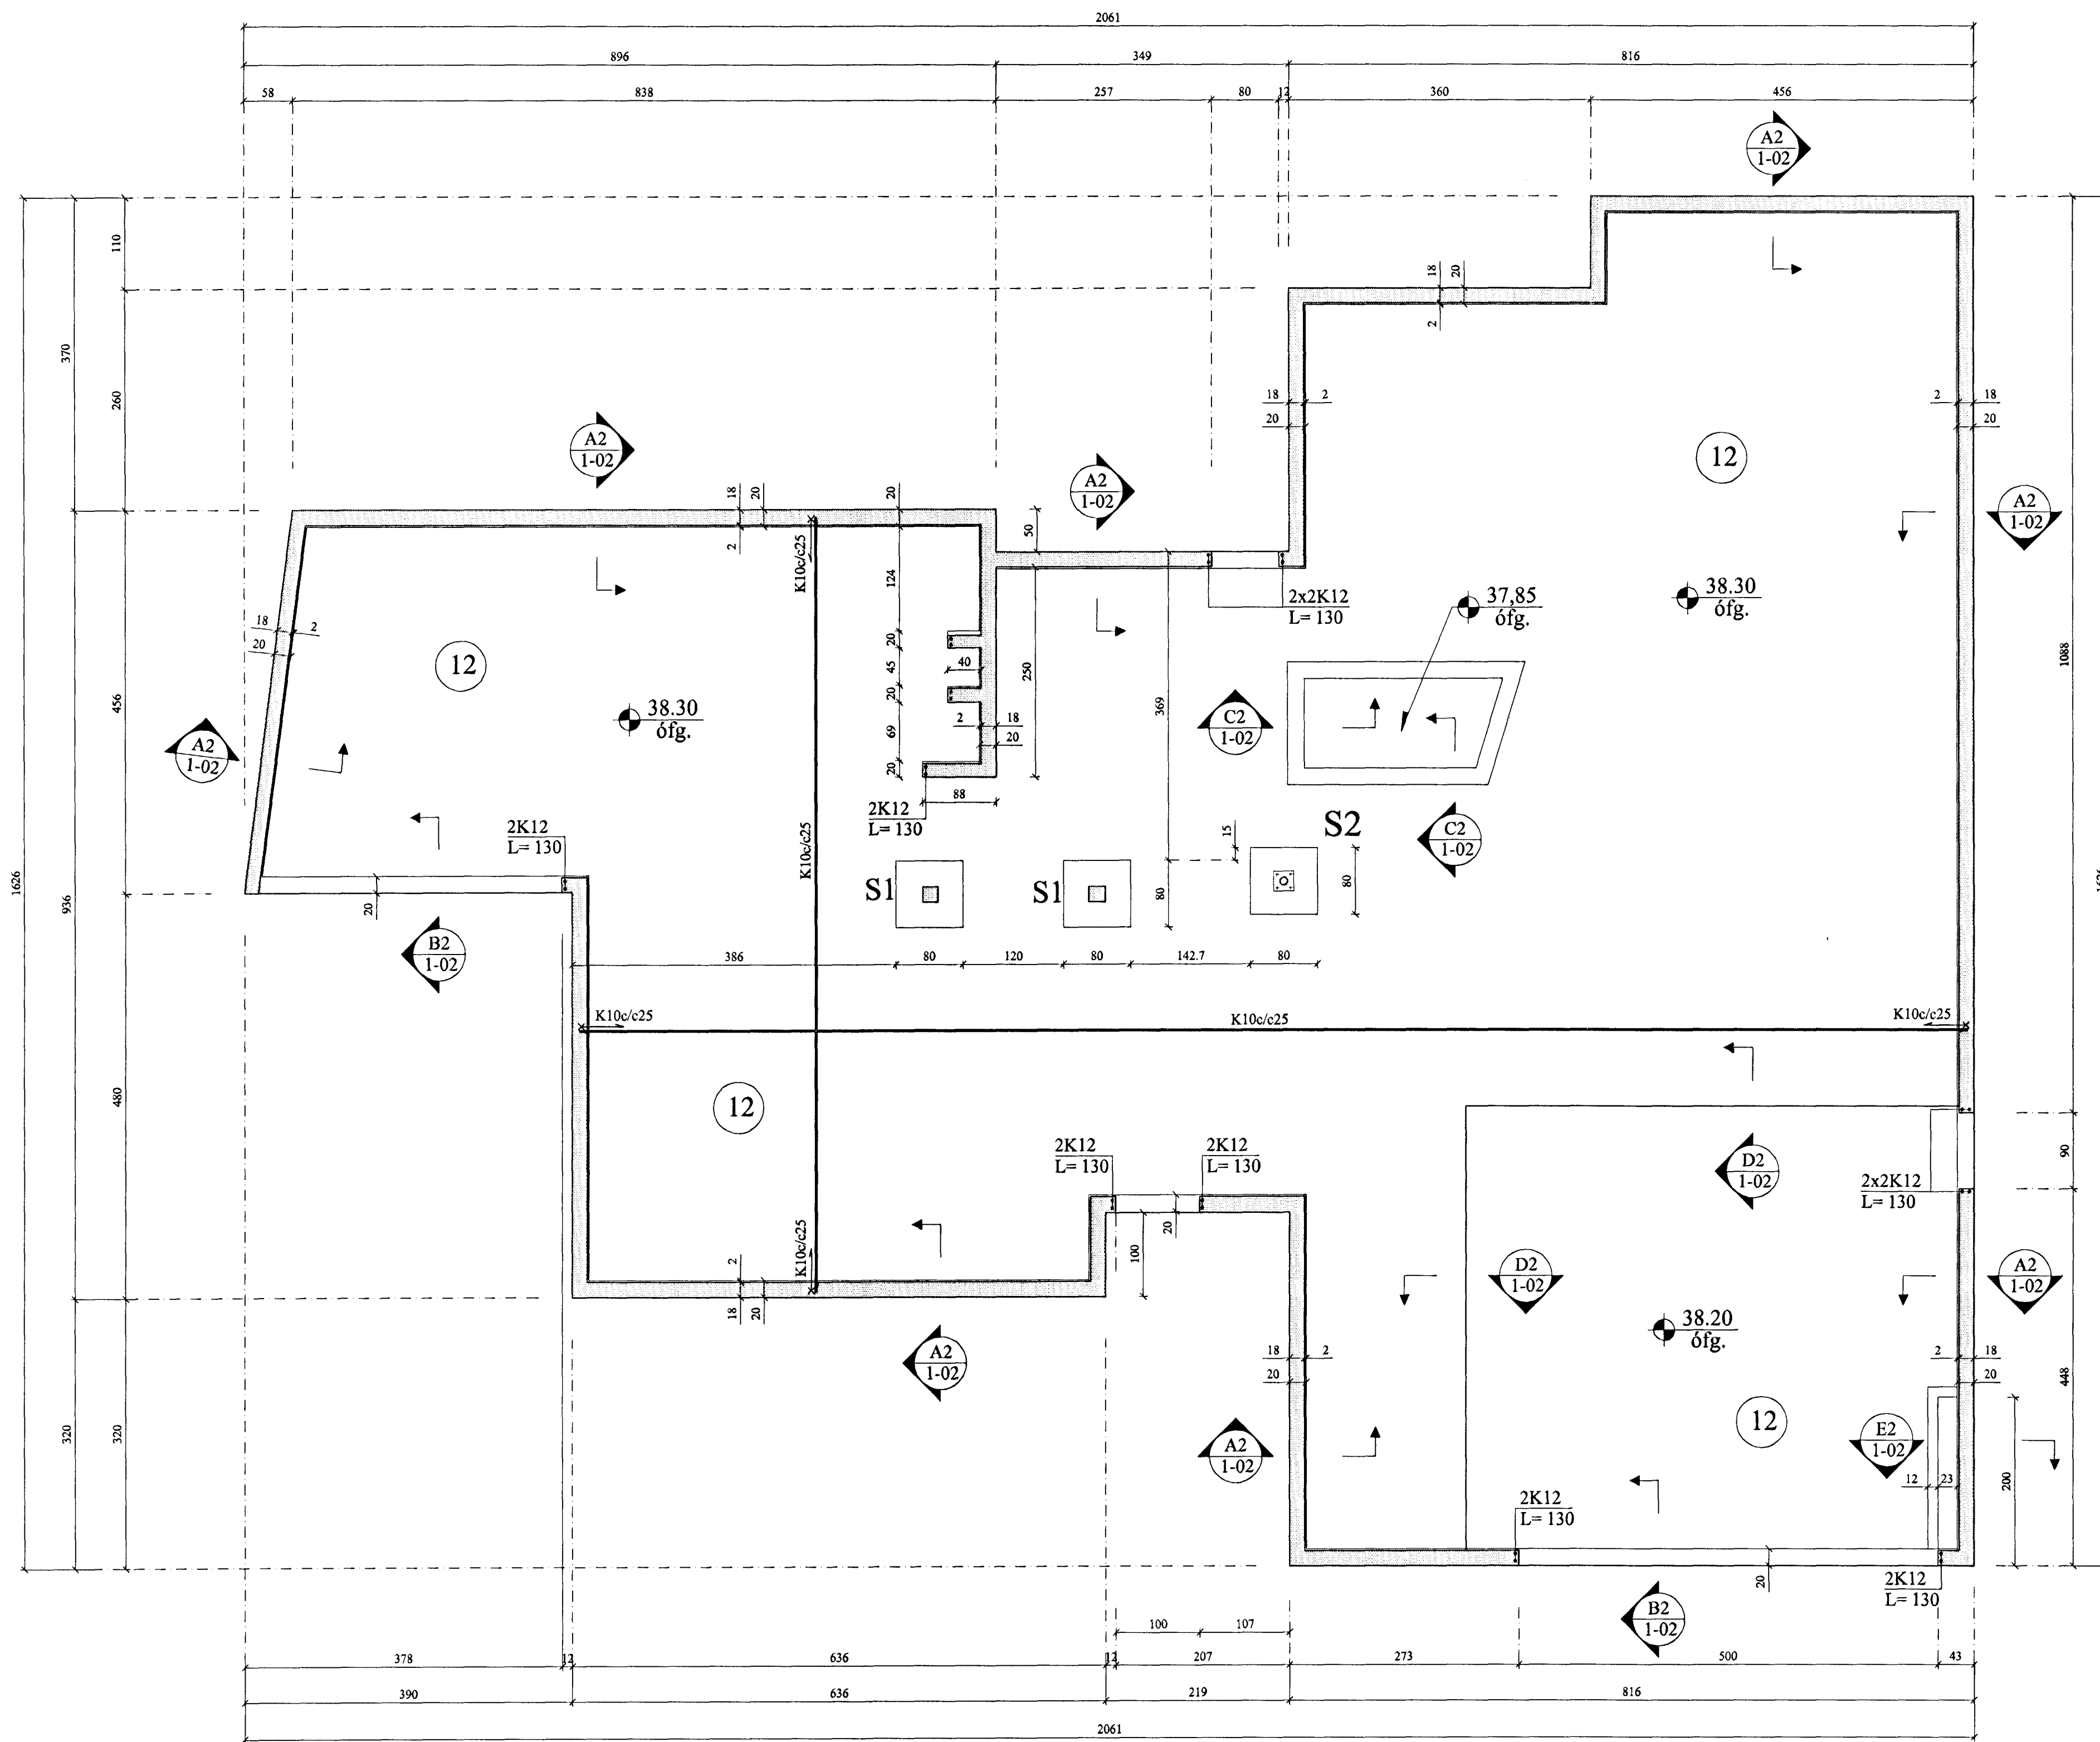 2061
896 349 816
58 838 257 80 12 360 456
A2
1-02
110
18 20
2
370
260
18 2
20
2 18
20
A2
1-02
12
A2
1-02
A2
1-02
18 20 20
2
50
K10c/c25
124
2x2K12
L= 130
37,85
ófg.
38.30
ófg.
18 2
20
20
40
45
20
250
1088
12
38.30
ófg.
456
369
2 18
20
69
20
C2
1-02
A2
1-02
88
2K12
L= 130
2K12
L= 130
K10c/c25
15
S2
C2
1-02
1626
936
S1
S1
80
80
1626
20
B2
1-02
386 80 120 80 142.7 80
K10c/c25
K10c/c25
K10c/c25
480
12
2K12
L= 130
2K12
L= 130
90
D2
1-02
2x2K12
L= 130
20
100
K10c/c25
2
18 20
D2
1-02
A2
1-02
38.20
ófg.
A2
1-02
18 2
20
2 18
20
448
320
320
12
A2
1-02
E2
1-02
12 23
200
2K12
L= 130
20
2K12
L= 130
B2
1-02
100 107
378 12 636 12 207 273 500 43
390 636 219 816
2061